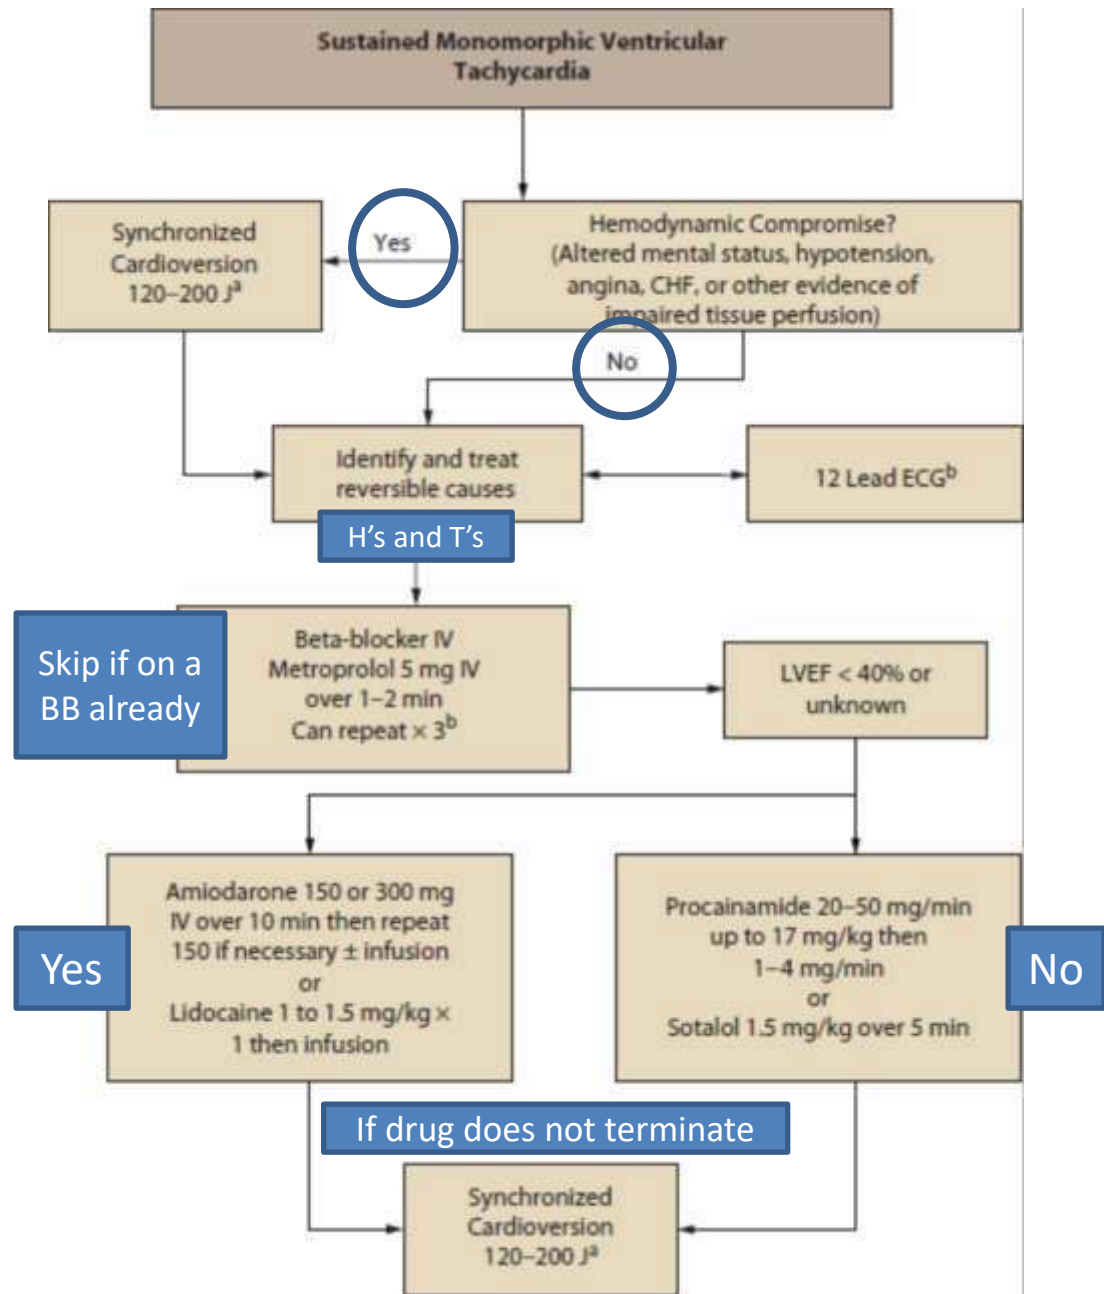 Sustained Monomorphic Ventricular
Tachycardia
Synchronized
Cardioversion
120–200 Jᵃ
Yes
Hemodynamic Compromise?
(Altered mental status, hypotension,
angina, CHF, or other evidence of
impaired tissue perfusion)
No
Identify and treat
reversible causes
12 Lead ECGᵇ
H's and T's
Skip if on a
BB already
Beta-blocker IV
Metroprolol 5 mg IV
over 1–2 min
Can repeat × 3ᵇ
LVEF < 40% or
unknown
Yes
Amiodarone 150 or 300 mg
IV over 10 min then repeat
150 if necessary ± infusion
or
Lidocaine 1 to 1.5 mg/kg ×
1 then infusion
Procainamide 20–50 mg/min
up to 17 mg/kg then
1–4 mg/min
or
Sotalol 1.5 mg/kg over 5 min
No
If drug does not terminate
Synchronized
Cardioversion
120–200 Jᵃ